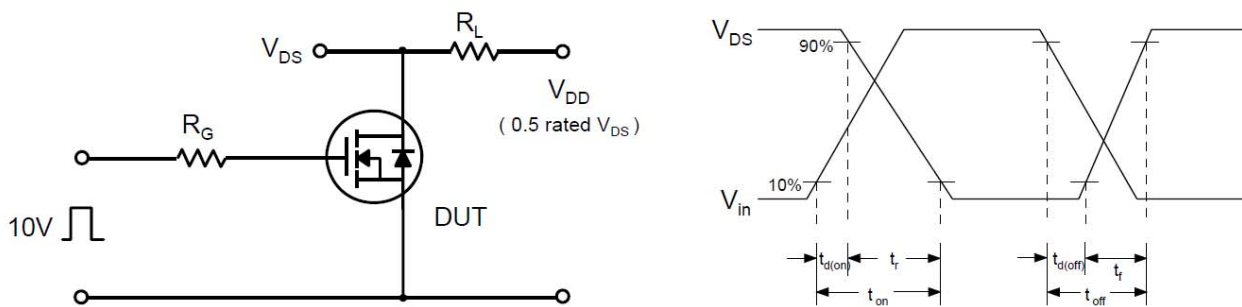 V_DS
R_L
V_DD
( 0.5 rated V_DS )
R_G
10V
DUT
V_DS
90%
10%
V_in
t_d(on)
t_r
t_on
t_d(off)
t_f
t_off